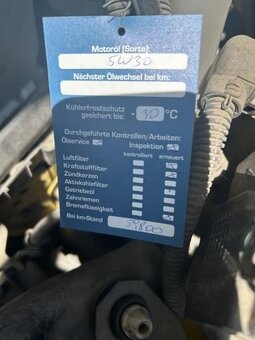 Motoröl (Sorte):
5W30
Nächster Ölwechsel bei km:
Kühlerfrostschutz
gesichert bis: - 30 °C
Durchgeführte Kontrollen/Arbeiten:
Ölservice Inspektion
kontrolliert erneuert
Luftfilter
Kraftstofffilter
Zündkerzen
Aktivkohlefilter
Getriebeöl
Zahnriemen
Bremsflüssigkeit
Bei km-Stand